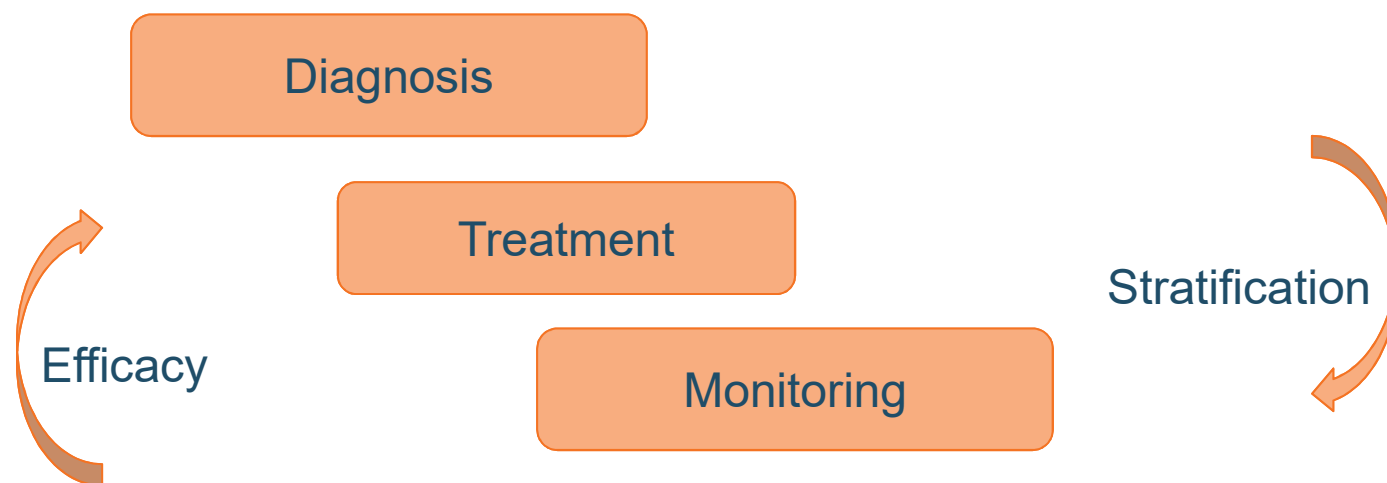 Diagnosis
Treatment
Stratification
Efficacy
Monitoring